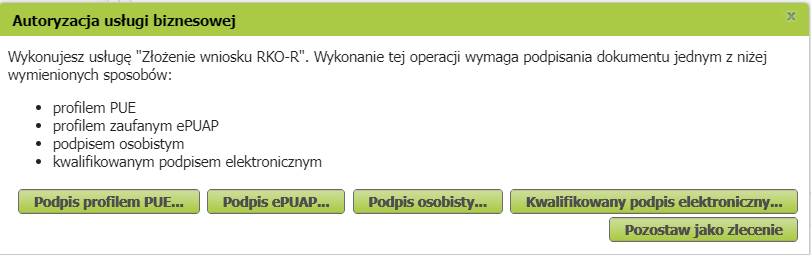 Autoryzacja usługi biznesowej
x
Wykonujesz usługę "Złożenie wniosku RKO-R". Wykonanie tej operacji wymaga podpisania dokumentu jednym z niżej
wymienionych sposobów:
• profilem PUE
• profilem zaufanym ePUAP
• podpisem osobistym
• kwalifikowanym podpisem elektronicznym
Podpis profilem PUE... Podpis ePUAP... Podpis osobisty... Kwalifikowany podpis elektroniczny...
Pozostaw jako zlecenie